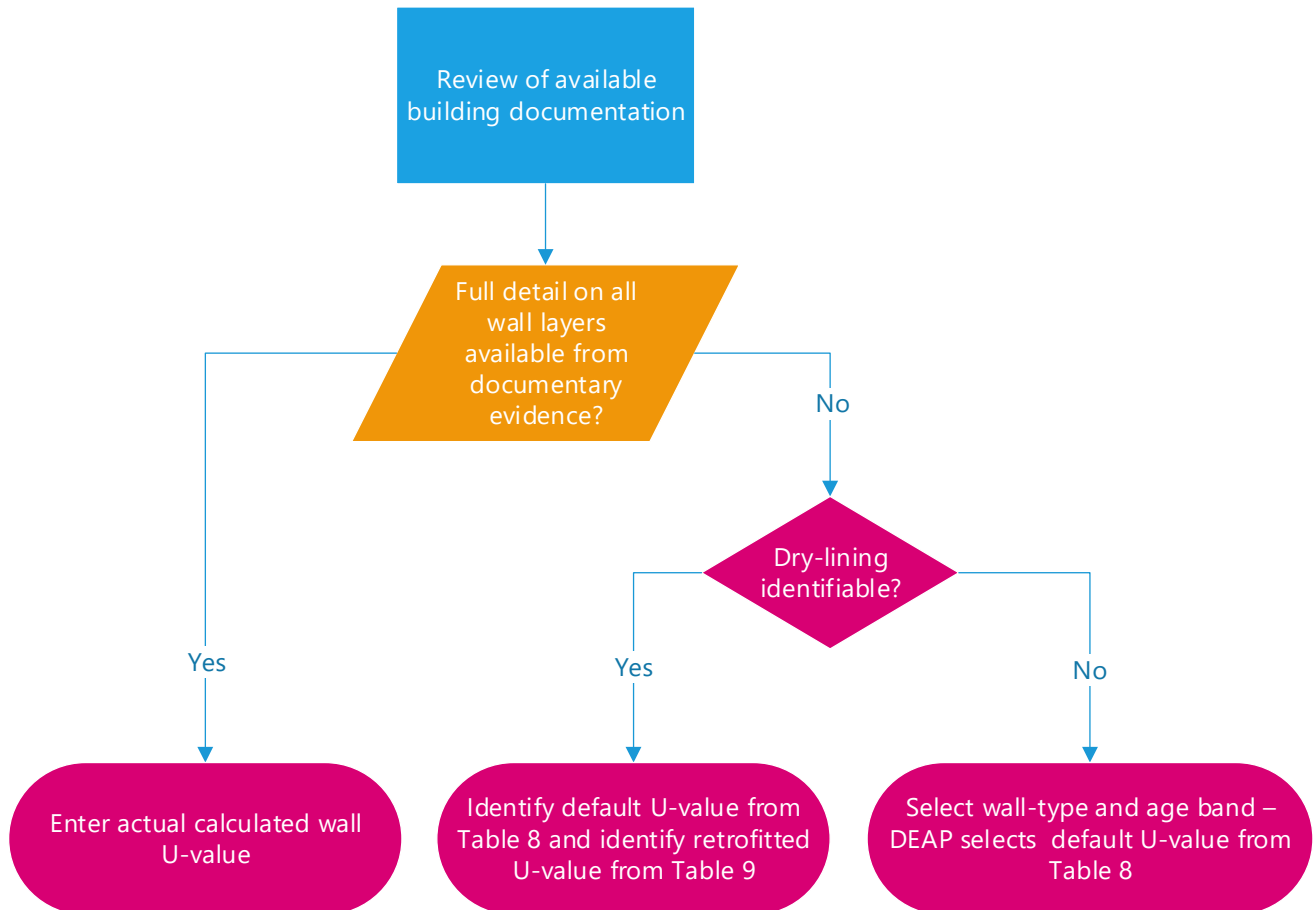 Review of available
building documentation
Full detail on all
wall layers
available from
documentary
evidence?
No
Dry-lining
identifiable?
Yes
Yes
No
Enter actual calculated wall
U-value
Identify default U-value from
Table 8 and identify retrofitted
U-value from Table 9
Select wall-type and age band –
DEAP selects default U-value from
Table 8